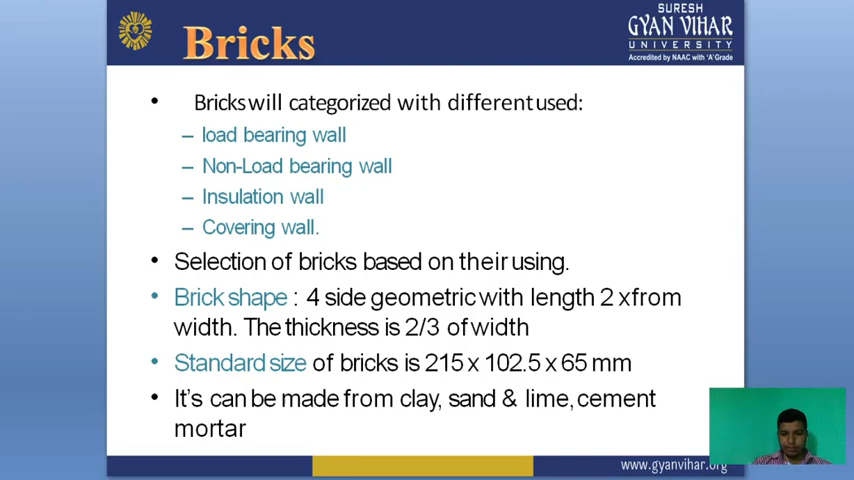 Bricks
SURESH
GYAN VIHAR
UNIVERSITY
Accredited by NAAC with 'A' Grade
• Bricks will categorized with different used:
– load bearing wall
– Non-Load bearing wall
– Insulation wall
– Covering wall.
• Selection of bricks based on their using.
• Brick shape : 4 side geometric with length 2 x from
width. The thickness is 2/3 of width
• Standard size of bricks is 215 x 102.5 x 65 mm
• It's can be made from clay, sand & lime, cement
mortar
www.gyanvihar.org